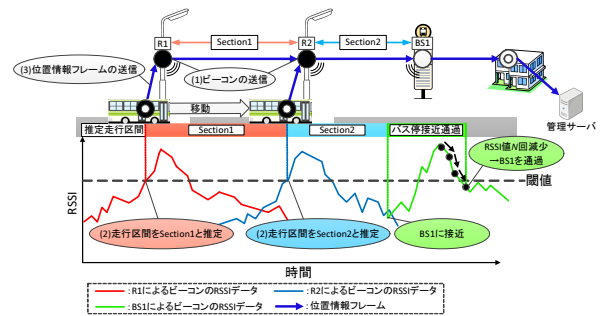 R1
Section1
R2
Section2
BS1
(3)位置情報フレームの送信
(1)ビーコンの送信
移動
管理サーバ
推定走行区間
Section1
Section2
バス停接近通過
RSSI値N回減少
→BS1を通過
閾値
RSSI
(2)走行区間をSection1と推定
(2)走行区間をSection2と推定
BS1に接近
時間
: R1によるビーコンのRSSIデータ
: R2によるビーコンのRSSIデータ
: BS1によるビーコンのRSSIデータ
: 位置情報フレーム